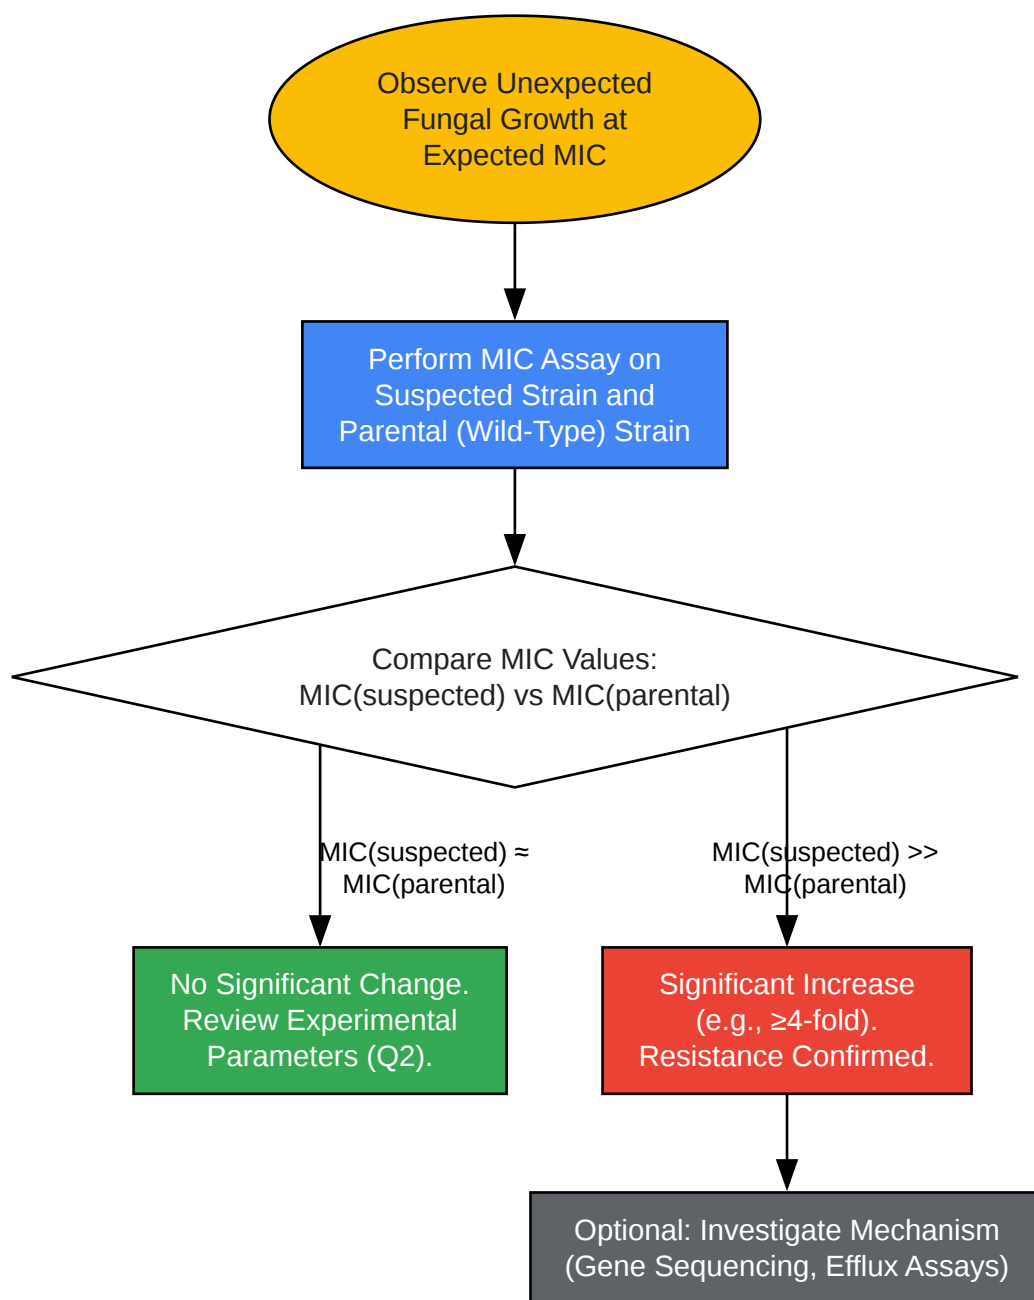 Observe Unexpected
Fungal Growth at
Expected MIC
Perform MIC Assay on
Suspected Strain and
Parental (Wild-Type) Strain
Compare MIC Values:
MIC(suspected) vs MIC(parental)
MIC(suspected) ≈
MIC(parental)
MIC(suspected) >>
MIC(parental)
No Significant Change.
Review Experimental
Parameters (Q2).
Significant Increase
(e.g., ≥4-fold).
Resistance Confirmed.
Optional: Investigate Mechanism
(Gene Sequencing, Efflux Assays)